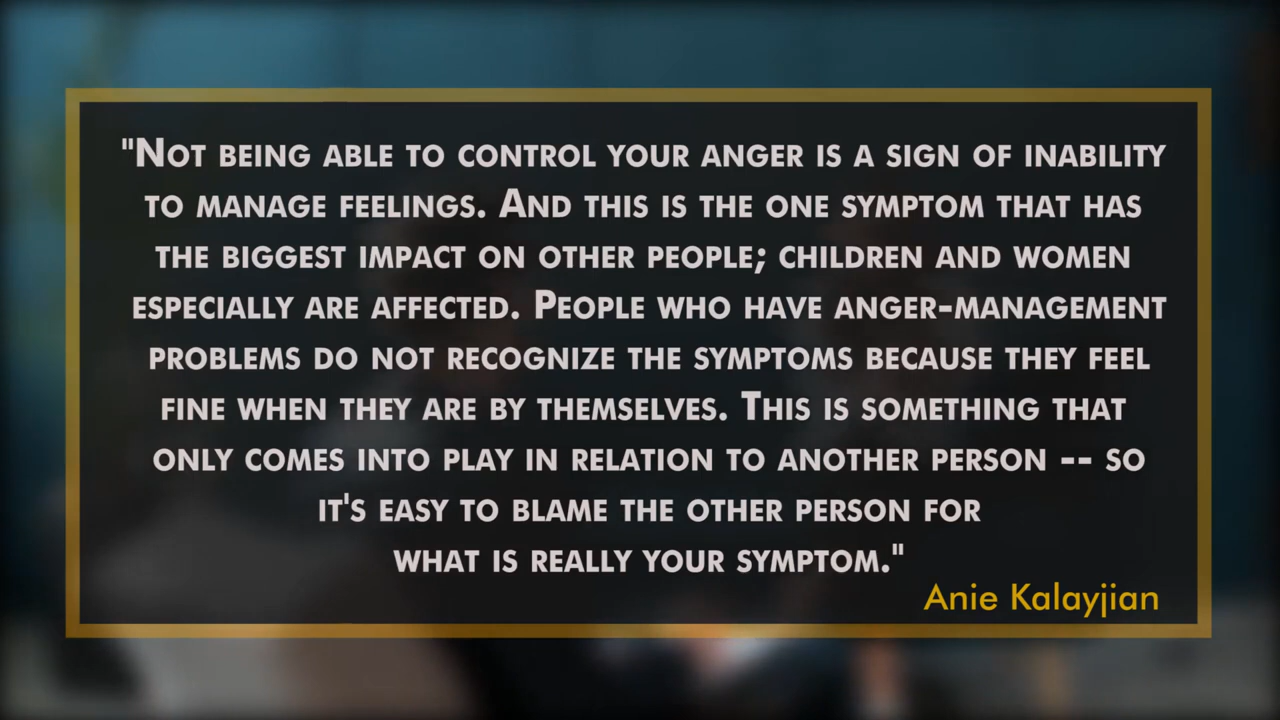 "Not being able to control your anger is a sign of inability
to manage feelings. And this is the one symptom that has
the biggest impact on other people; children and women
especially are affected. People who have anger-management
problems do not recognize the symptoms because they feel
fine when they are by themselves. This is something that
only comes into play in relation to another person -- so
it's easy to blame the other person for
what is really your symptom."
Anie Kalayjian